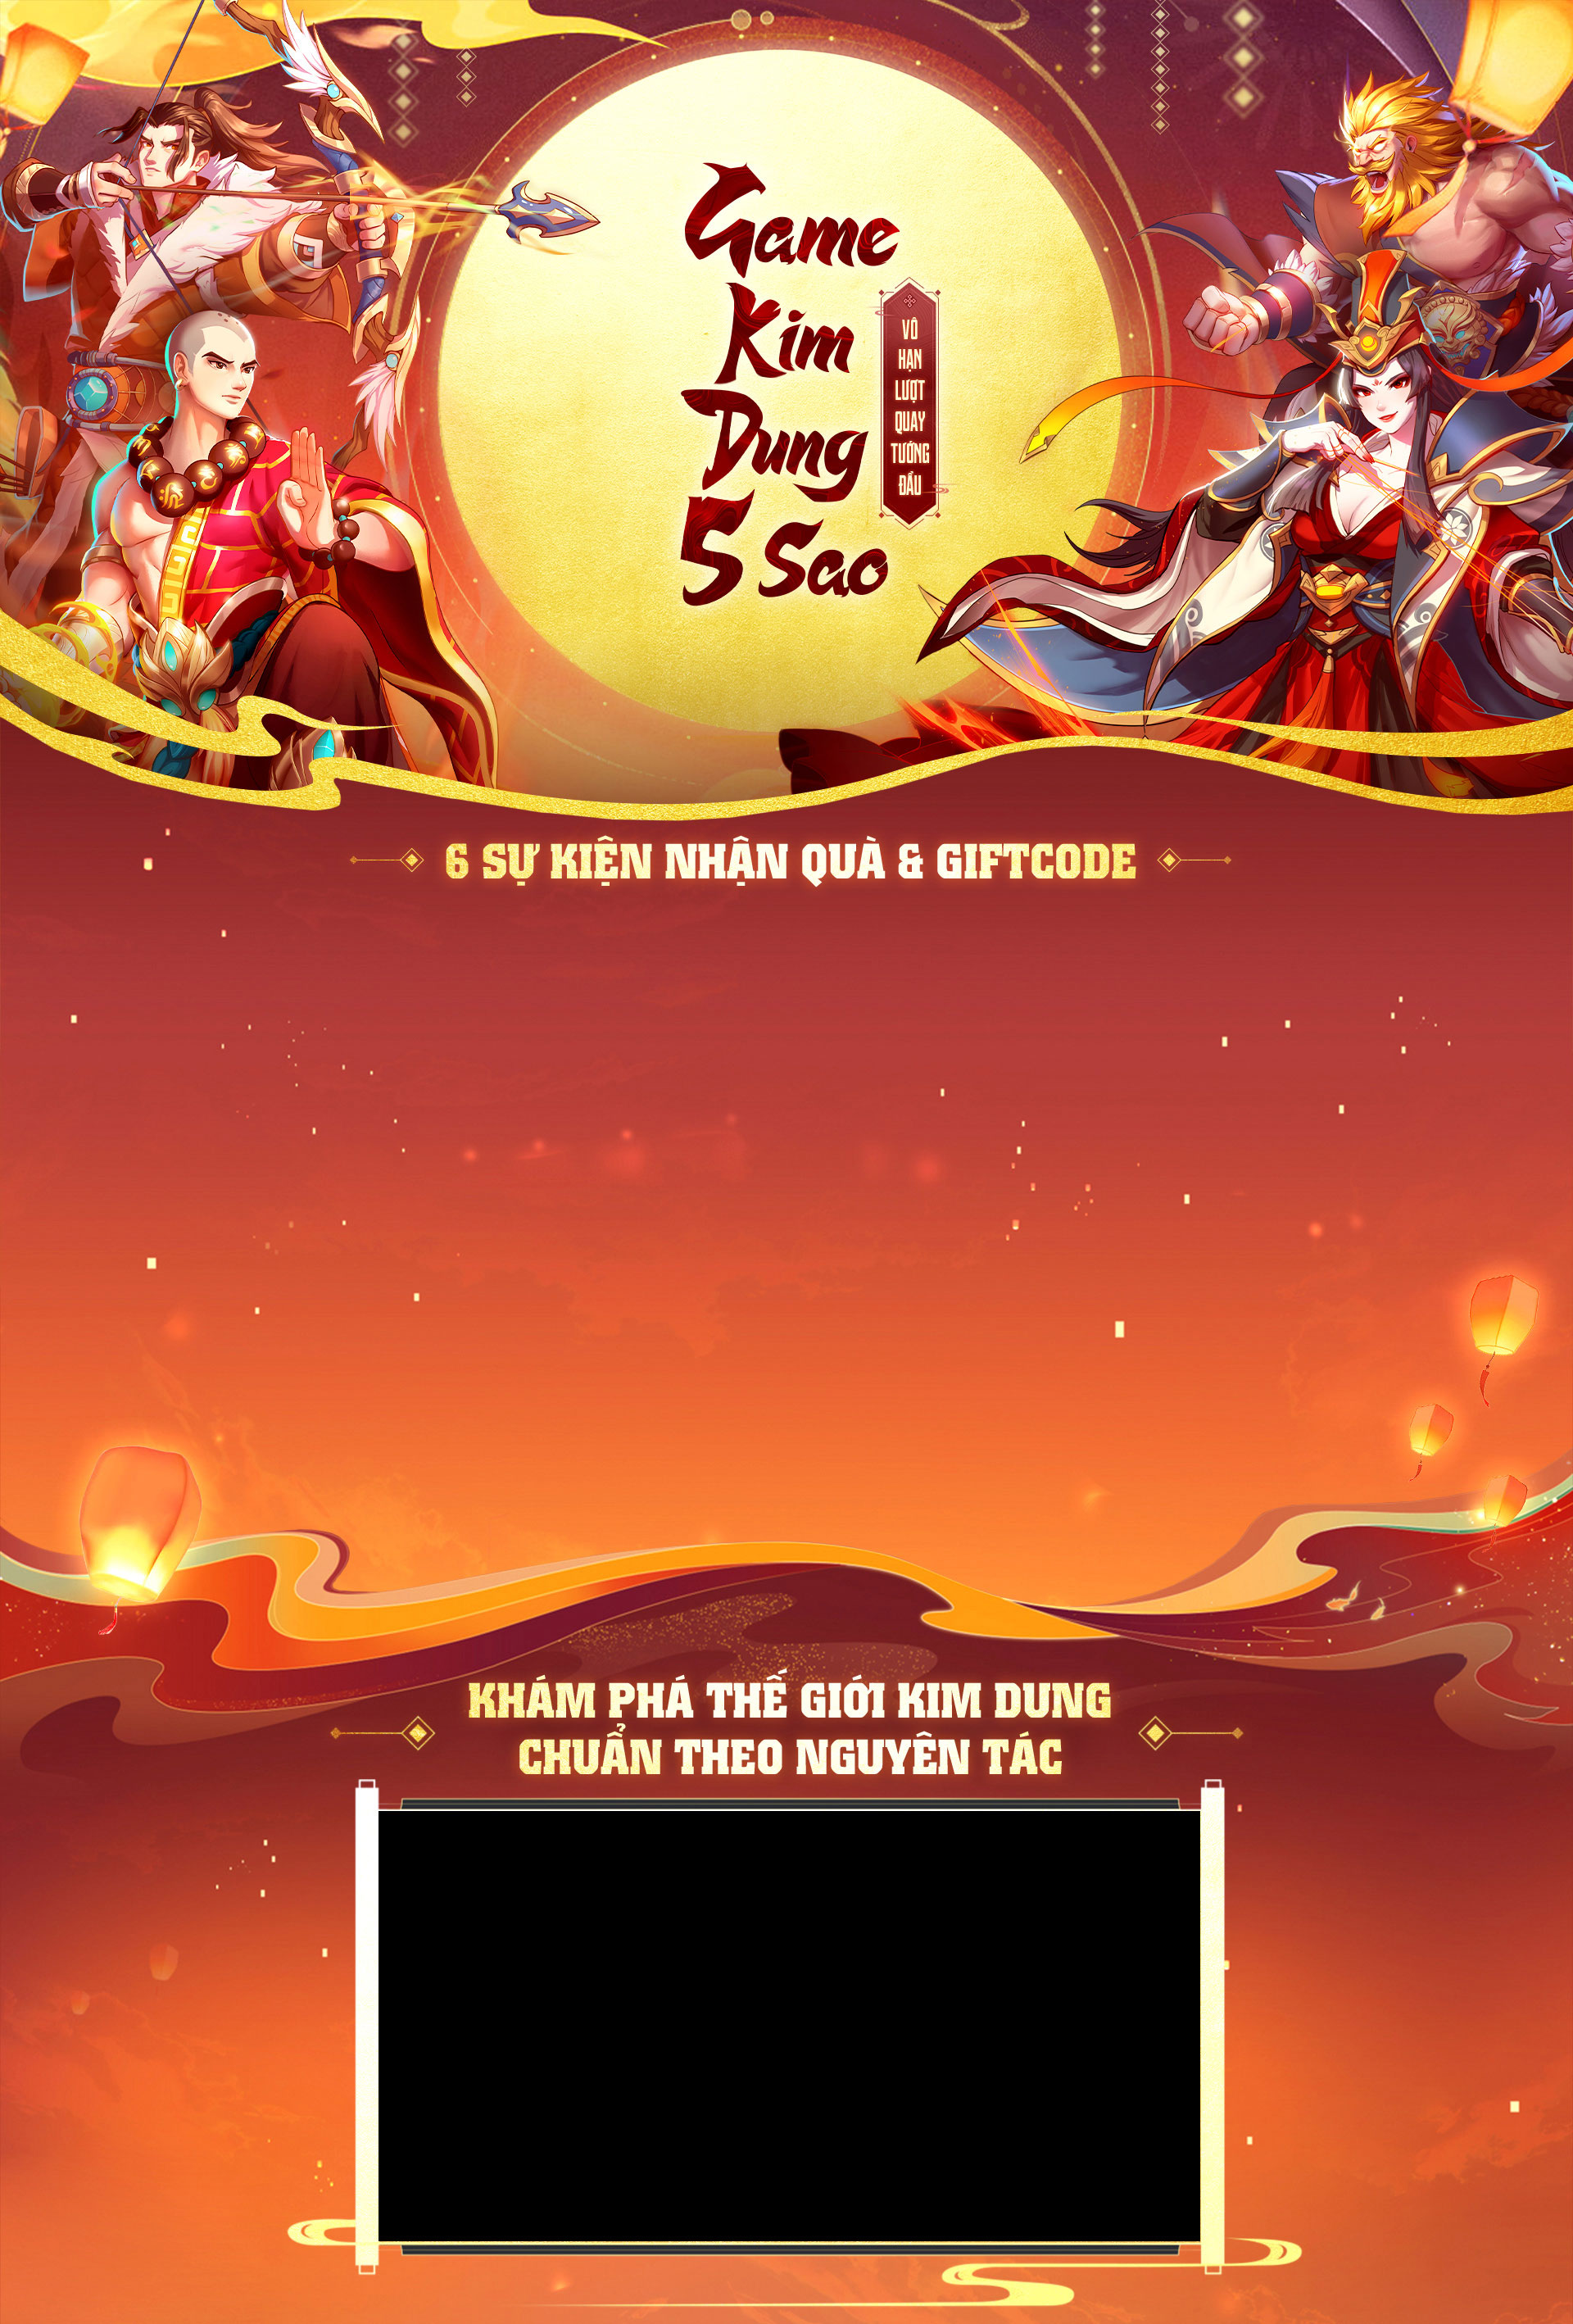 Game
Kim
Dung
5 Sao
VÔ
HẠN
LƯỢT
QUAY
TƯỚNG
ĐẦU
6 SỰ KIỆN NHẬN QUÀ & GIFTCODE
KHÁM PHÁ THẾ GIỚI KIM DUNG
CHUẨN THEO NGUYÊN TÁC